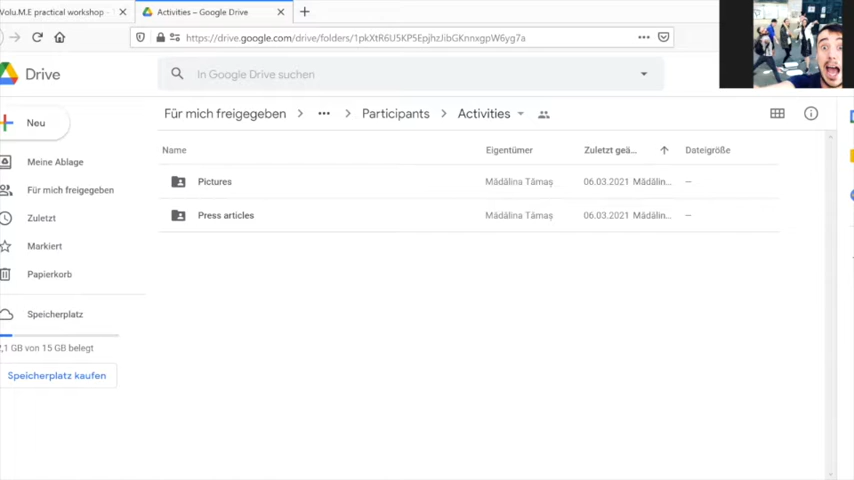 Volu.M.E practical workshop -
Activities – Google Drive
https://drive.google.com/drive/folders/1pkXtR6U5KP5EpjhzJibGKnnxgpW6yg7a
Drive
In Google Drive suchen
Neu
Für mich freigegeben
Participants
Activities
Name
Eigentümer
Zuletzt geä...
Dateigröße
Meine Ablage
Für mich freigegeben
Zuletzt
Markiert
Papierkorb
Speicherplatz
,1 GB von 15 GB belegt
Speicherplatz kaufen
Pictures
Mădălina Tămaș
06.03.2021 Mădălin...
–
Press articles
Mădălina Tămaș
06.03.2021 Mădălin...
–